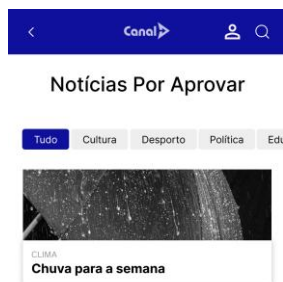 Canal
Notícias Por Aprovar
Tudo Cultura Desporto Política Edu
CLIMA
Chuva para a semana